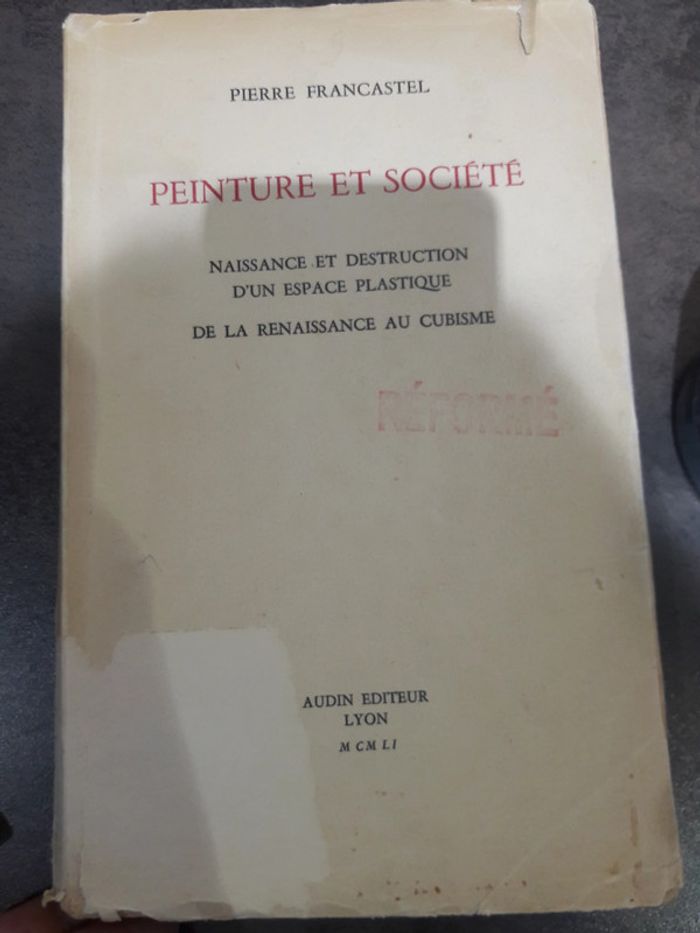 PIERRE FRANCASTEL
PEINTURE ET SOCIÉTÉ
NAISSANCE ET DESTRUCTION
D'UN ESPACE PLASTIQUE
DE LA RENAISSANCE AU CUBISME
RÉFORMÉ
AUDIN EDITEUR
LYON
MCMLI